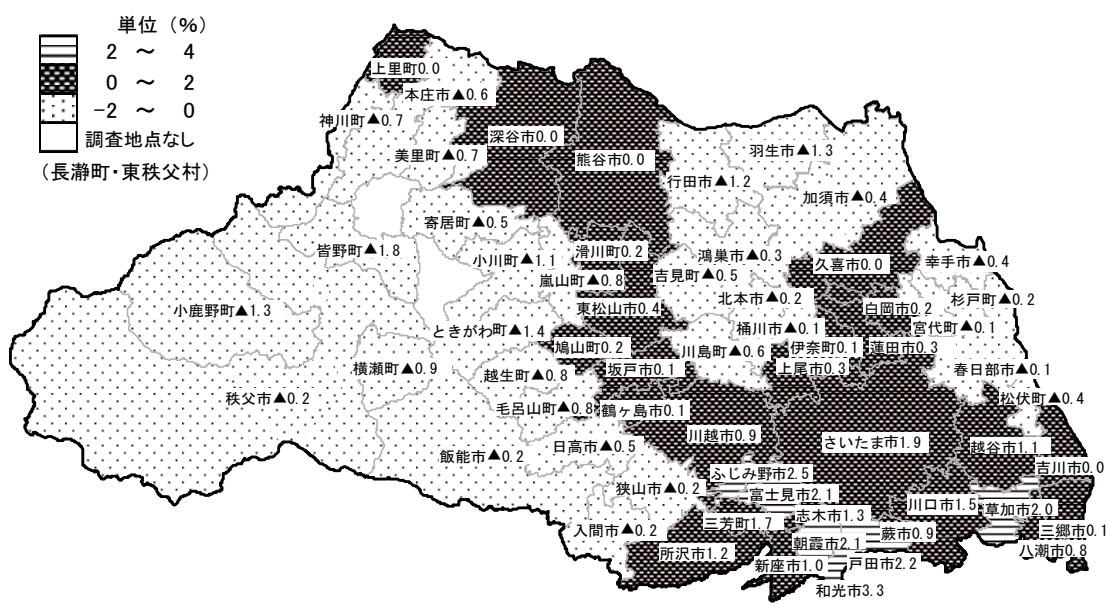 単位（%）
2 ～ 4
0 ～ 2
-2 ～ 0
調査地点なし
（長瀞町・東秩父村）
上里町0.0
本庄市▲0.6
神川町▲0.7
美里町▲0.7
深谷市0.0
熊谷市0.0
羽生市▲1.3
行田市▲1.2
加須市▲0.4
寄居町▲0.5
皆野町▲1.8
小川町▲1.1
滑川町0.2
嵐山町▲0.8
吉見町▲0.5
鴻巣市▲0.3
久喜市0.0
幸手市▲0.4
小鹿野町▲1.3
東松山市0.4
北本市▲0.2
白岡市0.2
杉戸町▲0.2
ときがわ町▲1.4
桶川市▲0.1
宮代町▲0.1
鳩山町0.2
川島町▲0.6
伊奈町0.1
蓮田市0.3
横瀬町▲0.9
越生町▲0.8
坂戸市0.1
上尾市0.3
春日部市▲0.1
秩父市▲0.2
毛呂山町▲0.8
鶴ヶ島市0.1
松伏町▲0.4
川越市0.9
さいたま市1.9
越谷市1.1
飯能市▲0.2
日高市▲0.5
吉川市0.0
ふじみ野市2.5
狭山市▲0.2
富士見市2.1
川口市1.5
草加市2.0
入間市▲0.2
三芳町1.7
志木市1.3
蕨市0.9
三郷市0.1
所沢市1.2
朝霞市2.1
八潮市0.8
新座市1.0
戸田市2.2
和光市3.3